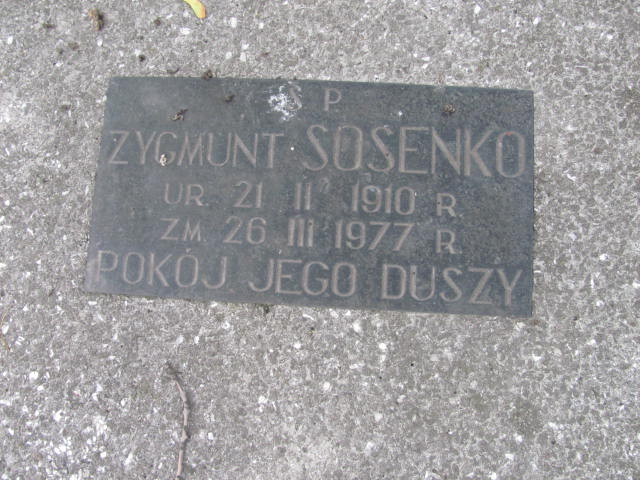 Ś P
ZYGMUNT SOSENKO
UR. 21 II 1910 R.
ZM. 26 III 1977 R.
POKÓJ JEGO DUSZY